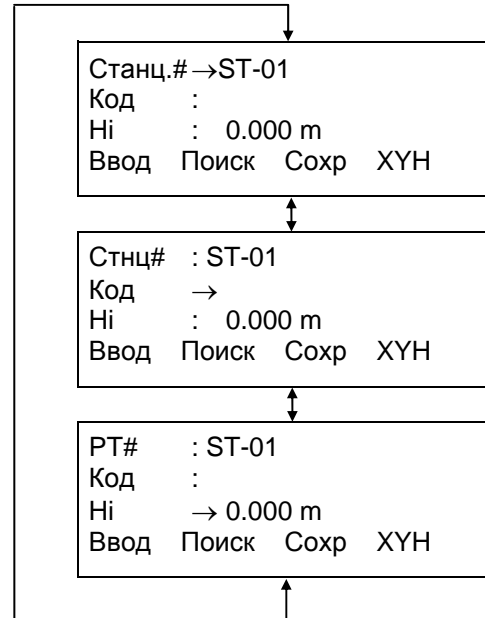 Станц.#→ST-01
Код :
Hi : 0.000 m
Ввод Поиск Сохр XYH
Стнц# : ST-01
Код →
Hi : 0.000 m
Ввод Поиск Сохр XYH
PT# : ST-01
Код :
Hi → 0.000 m
Ввод Поиск Сохр XYH